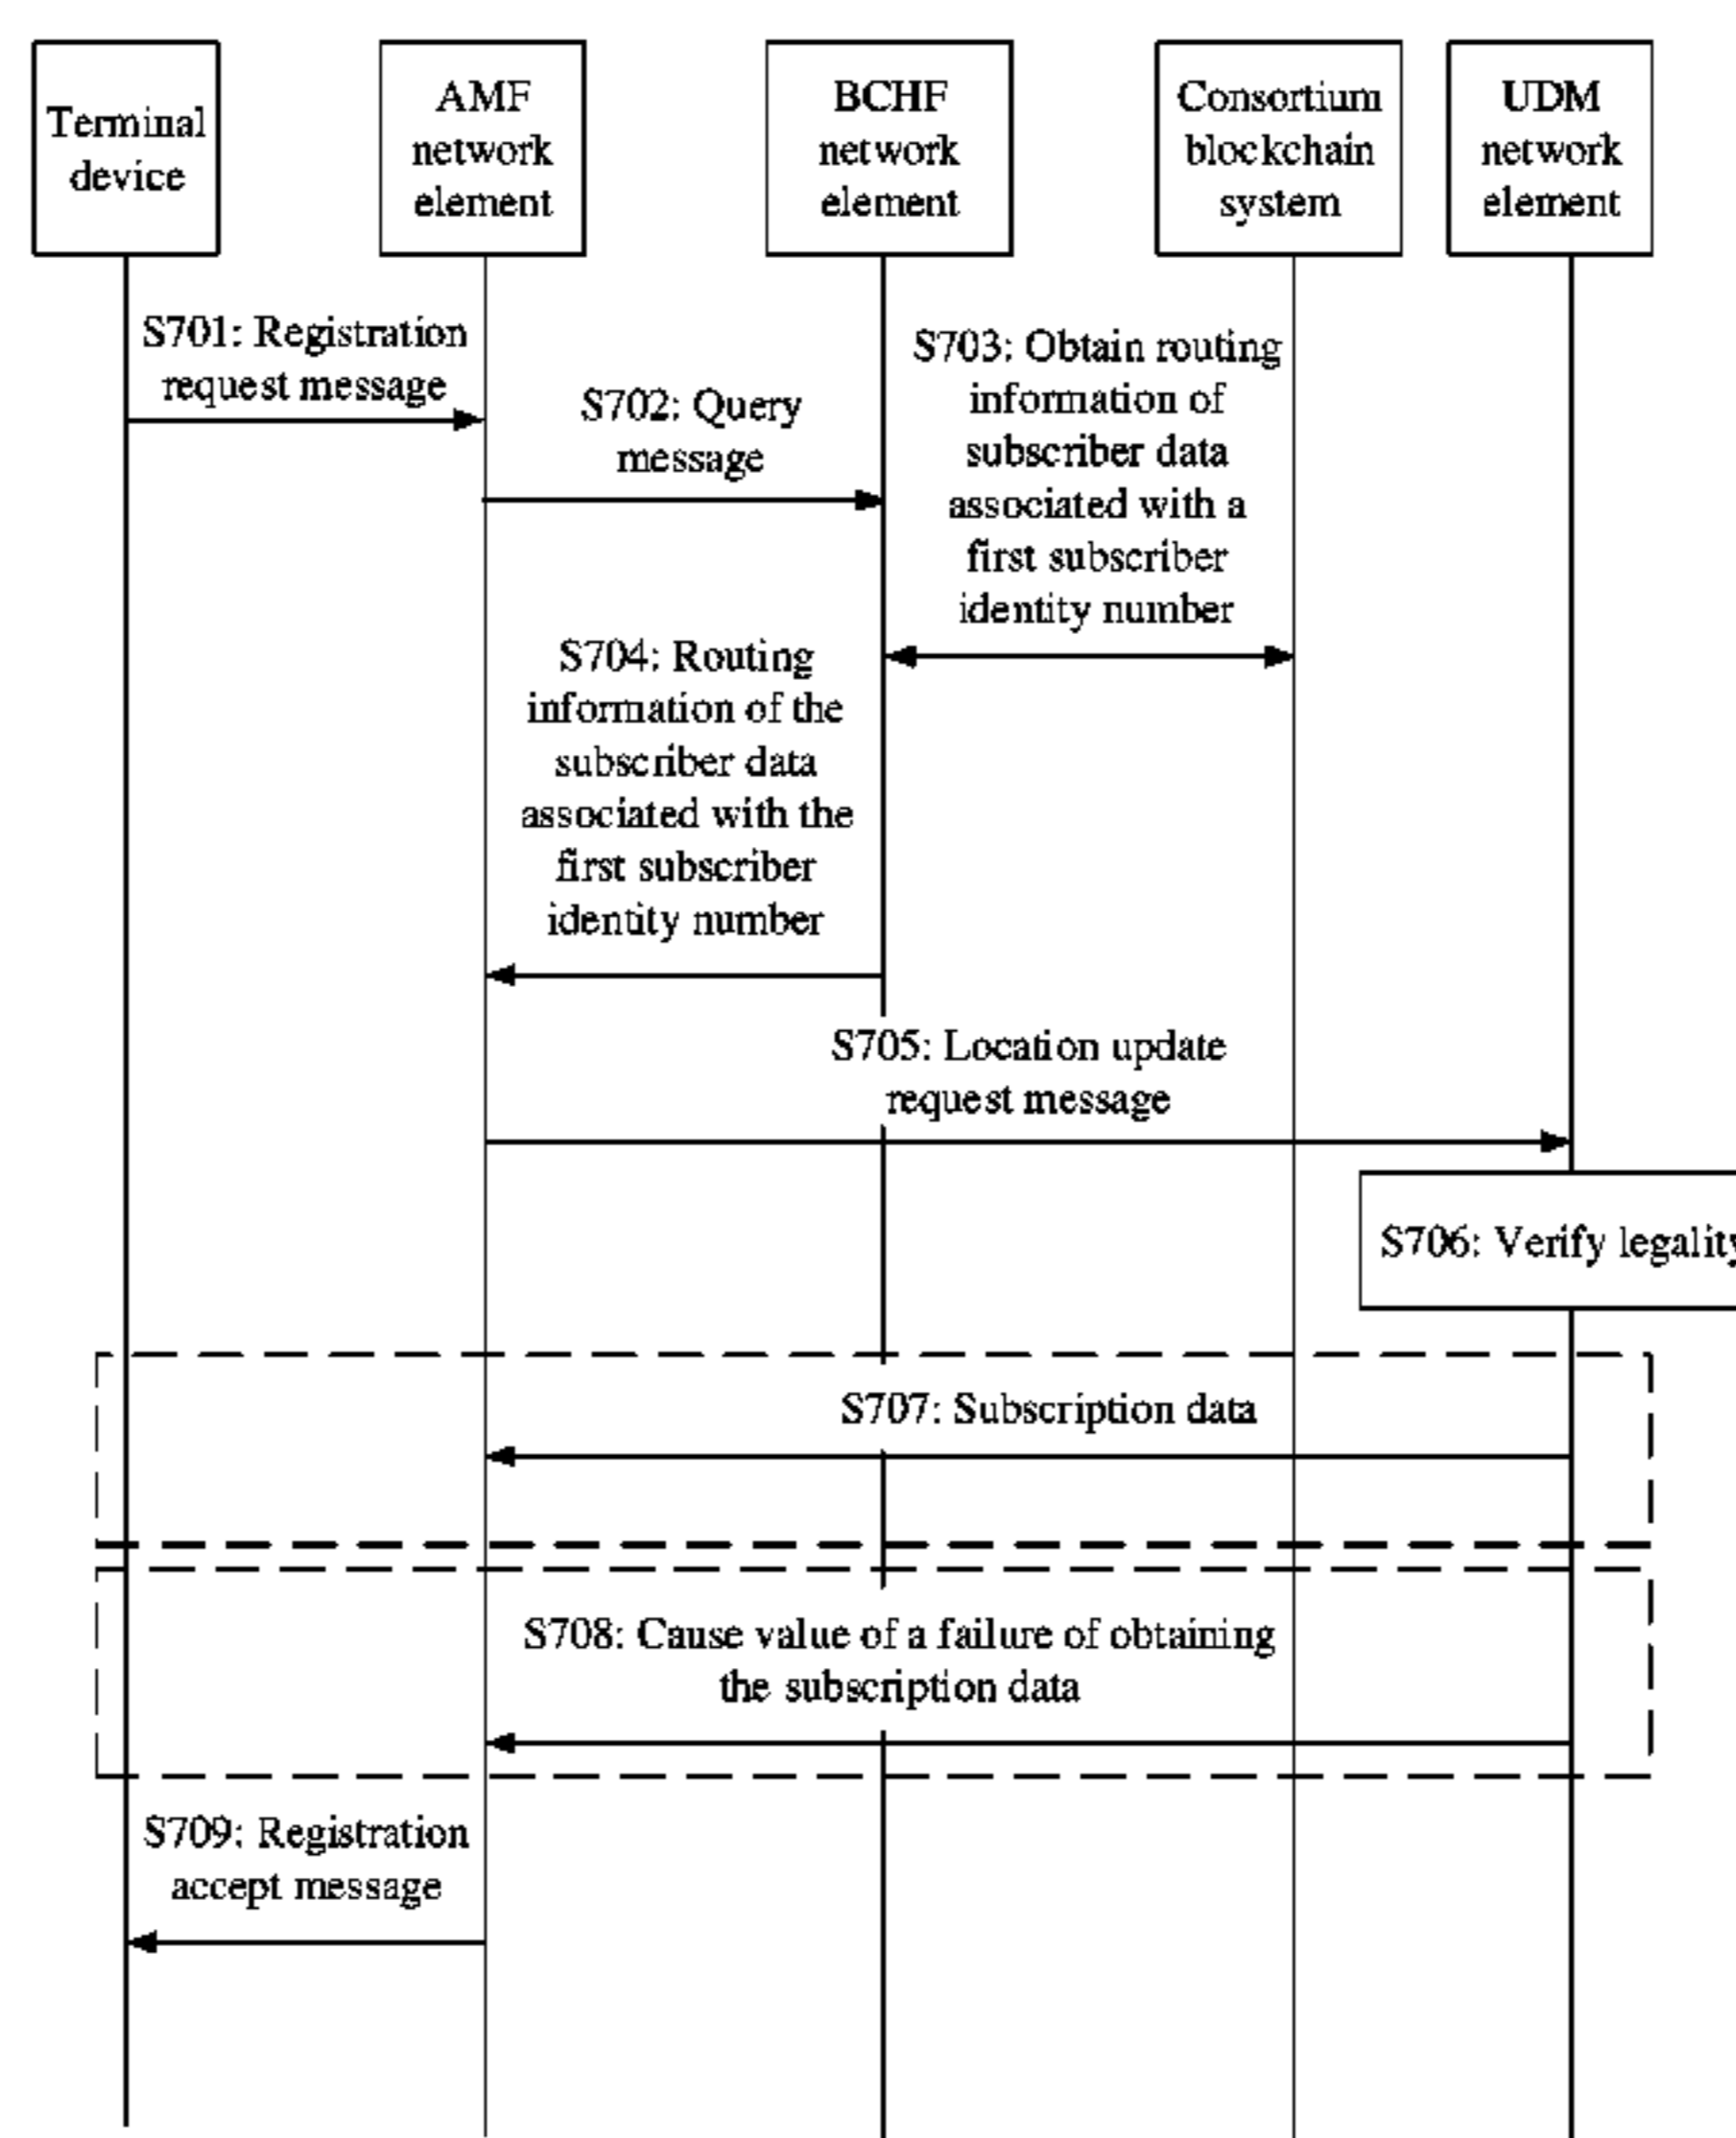 Terminal
device
AMF
network
element
BCHF
network
element
Consortium
blockchain
system
UDM
network
element
S701: Registration
request message
S702: Query
message
S703: Obtain routing
information of
subscriber data
associated with a
first subscriber
identity number
S704: Routing
information of the
subscriber data
associated with the
first subscriber
identity number
S705: Location update
request message
S706: Verify legality
S707: Subscription data
S708: Cause value of a failure of obtaining
the subscription data
S709: Registration
accept message